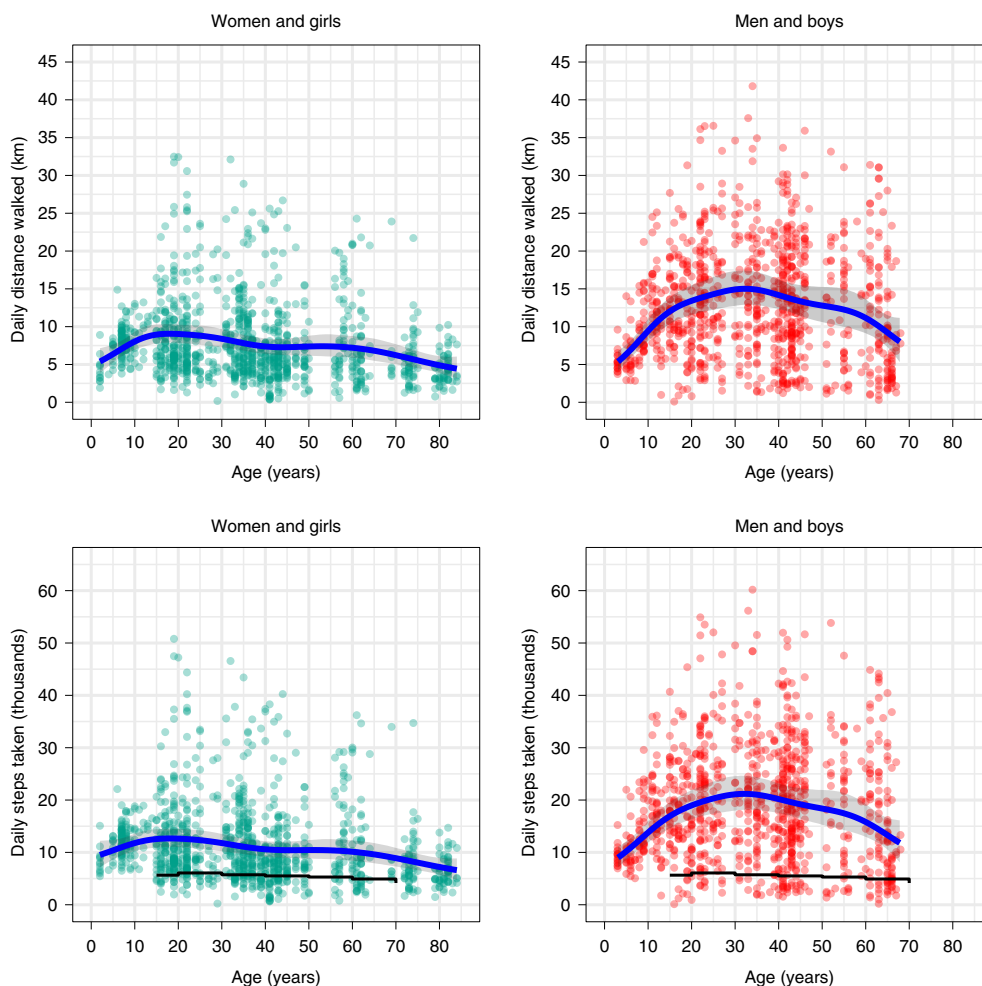 Women and girls
Daily distance walked (km)
45
40
35
30
25
20
15
10
5
0
0 10 20 30 40 50 60 70 80
Age (years)
Men and boys
Daily distance walked (km)
45
40
35
30
25
20
15
10
5
0
0 10 20 30 40 50 60 70 80
Age (years)
Women and girls
Daily steps taken (thousands)
60
50
40
30
20
10
0
0 10 20 30 40 50 60 70 80
Age (years)
Men and boys
Daily steps taken (thousands)
60
50
40
30
20
10
0
0 10 20 30 40 50 60 70 80
Age (years)